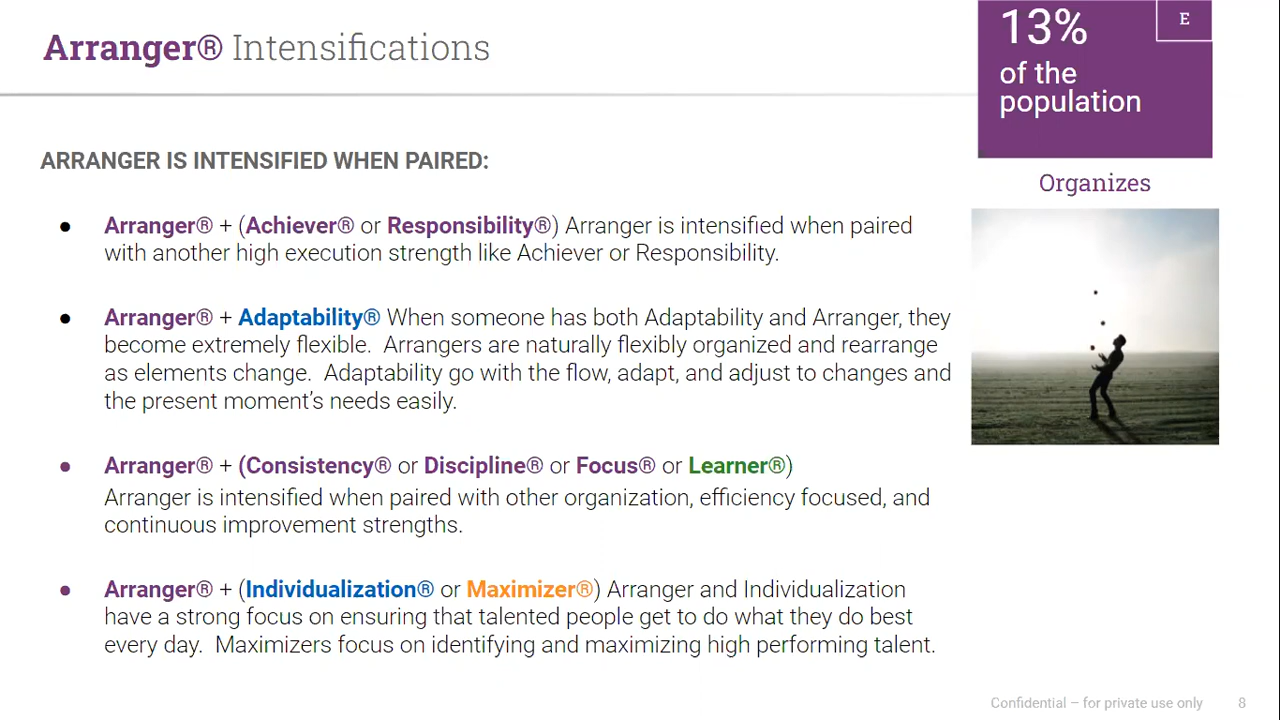 Arranger® Intensifications
13%
of the
population
E
Organizes
ARRANGER IS INTENSIFIED WHEN PAIRED:
● Arranger® + (Achiever® or Responsibility®) Arranger is intensified when paired
with another high execution strength like Achiever or Responsibility.
● Arranger® + Adaptability® When someone has both Adaptability and Arranger, they
become extremely flexible.  Arrangers are naturally flexibly organized and rearrange
as elements change.  Adaptability go with the flow, adapt, and adjust to changes and
the present moment’s needs easily.
● Arranger® + (Consistency® or Discipline® or Focus® or Learner®)
Arranger is intensified when paired with other organization, efficiency focused, and
continuous improvement strengths.
● Arranger® + (Individualization® or Maximizer®) Arranger and Individualization
have a strong focus on ensuring that talented people get to do what they do best
every day.  Maximizers focus on identifying and maximizing high performing talent.
Confidential – for private use only
8